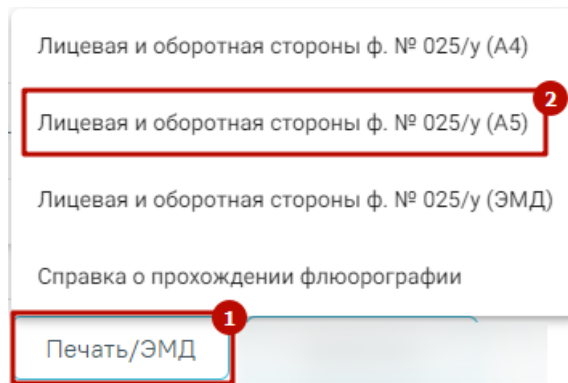 Лицевая и оборотная стороны ф. № 025/у (А4)
2
Лицевая и оборотная стороны ф. № 025/у (А5)
Лицевая и оборотная стороны ф. № 025/у (ЭМД)
Справка о прохождении флюорографии
1
Печать/ЭМД